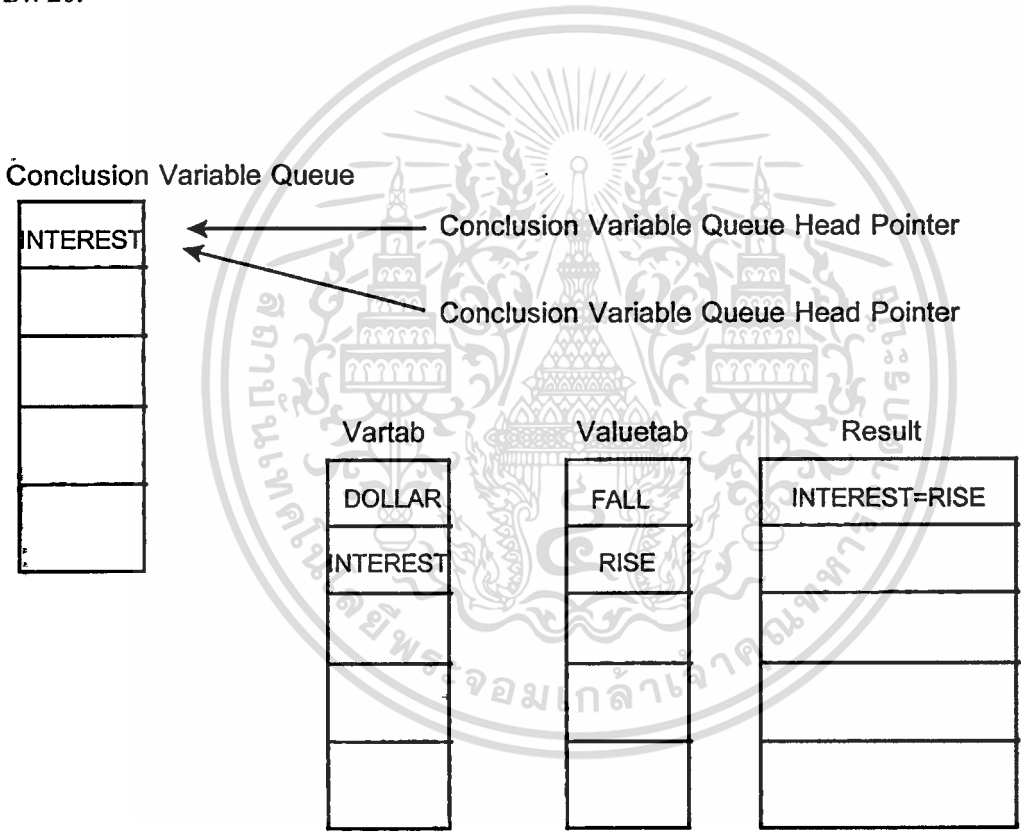 Conclusion Variable Queue
INTEREST
Conclusion Variable Queue Head Pointer
Conclusion Variable Queue Head Pointer
Vartab Valuetab Result
DOLLAR FALL INTEREST=RISE
INTEREST RISE